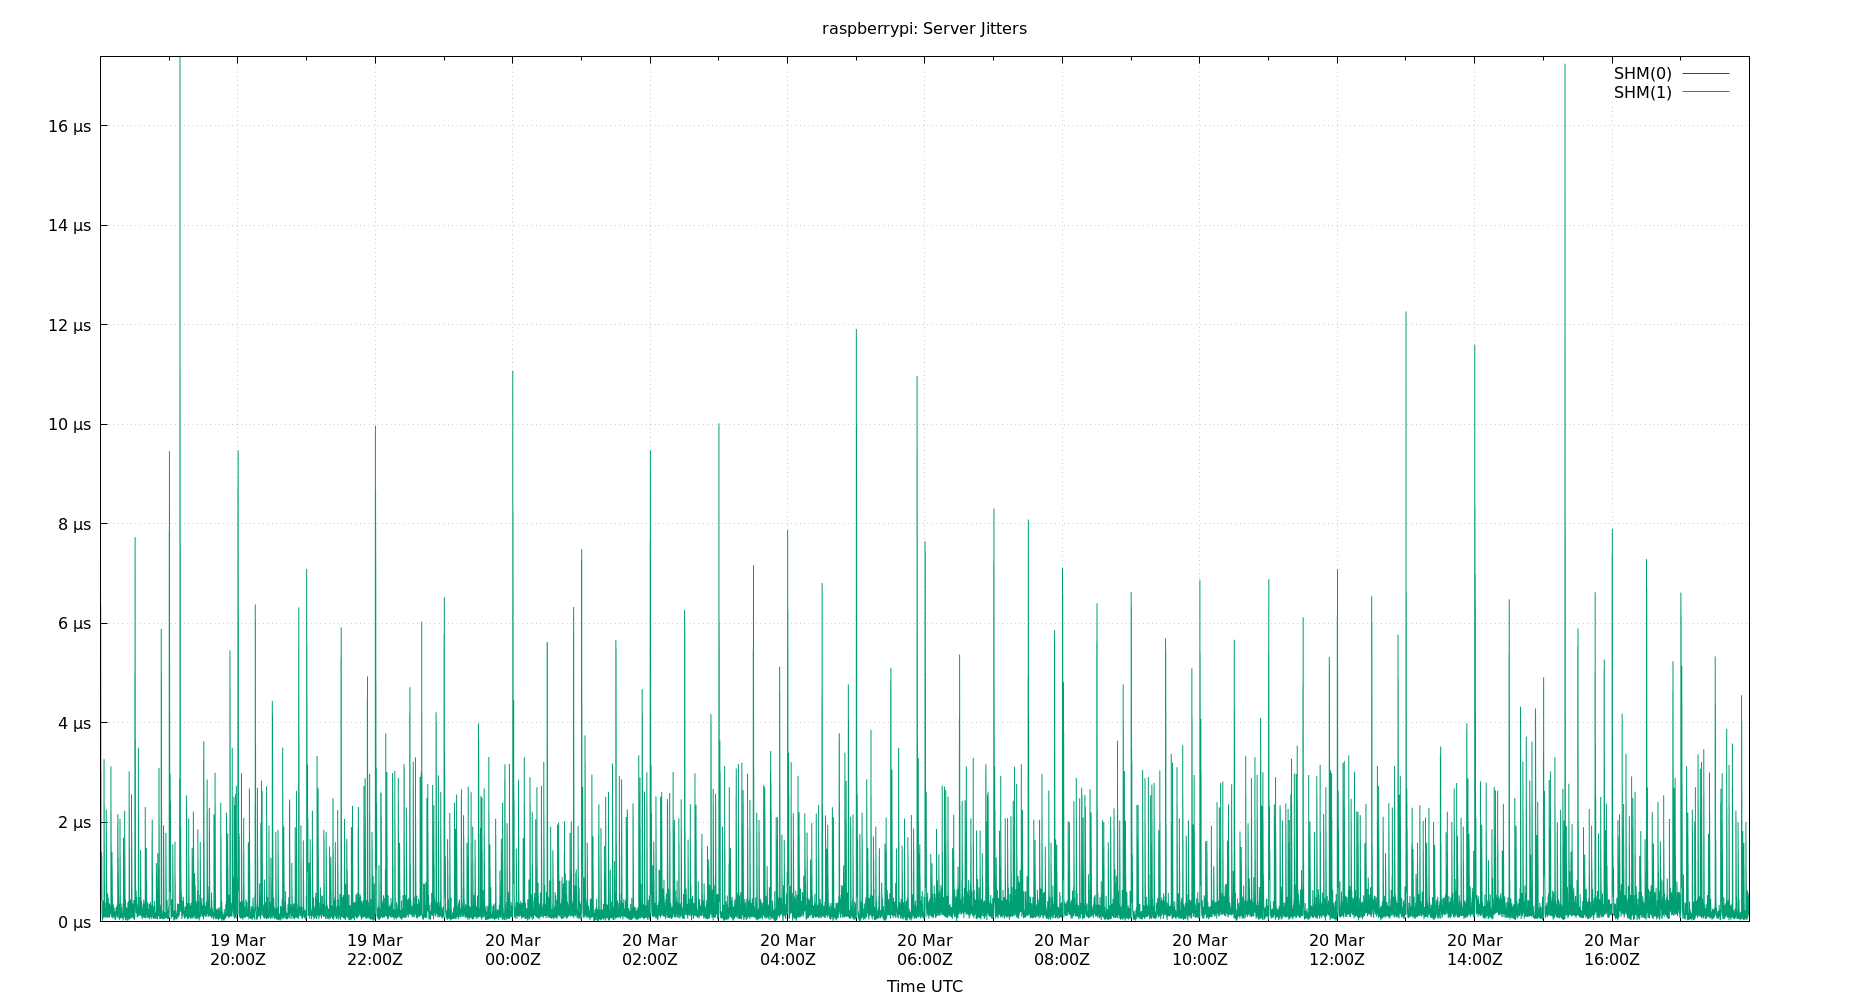 raspberrypi: Server Jitters
SHM(0)
SHM(1)
16 µs
14 µs
12 µs
10 µs
8 µs
6 µs
4 µs
2 µs
0 µs
19 Mar 19 Mar 20 Mar 20 Mar 20 Mar 20 Mar 20 Mar 20 Mar 20 Mar 20 Mar 20 Mar
20:00Z 22:00Z 00:00Z 02:00Z 04:00Z 06:00Z 08:00Z 10:00Z 12:00Z 14:00Z 16:00Z
Time UTC